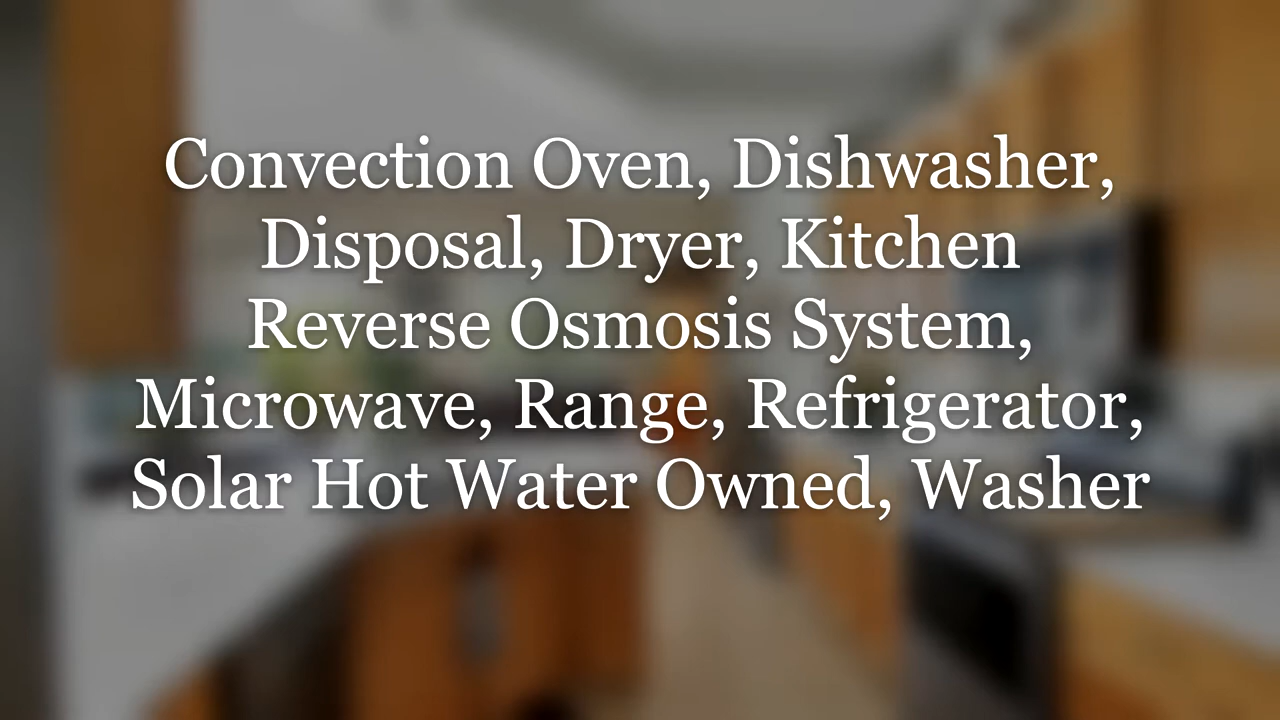 Convection Oven, Dishwasher,
Disposal, Dryer, Kitchen
Reverse Osmosis System,
Microwave, Range, Refrigerator,
Solar Hot Water Owned, Washer